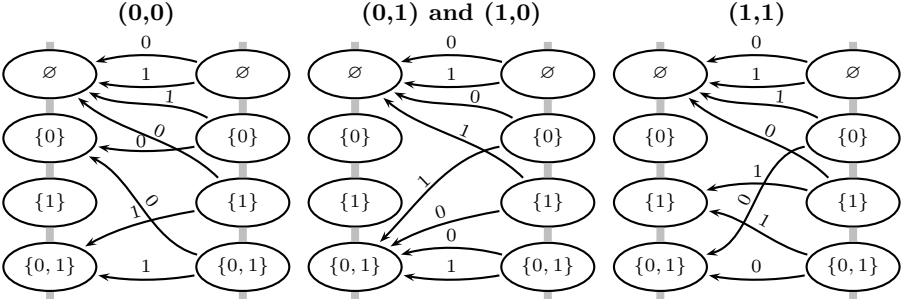 (0,0) (0,1) and (1,0) (1,1)
0 0 0
∅ 1 ∅ ∅ 1 ∅ ∅ 1 ∅
1 0 1
{0} 0 0 {0} {0} 1 {0} {0} 0 {0}
{1} 0 1 {1} {1} 1 0 {1} {1} 1 0 1 {1}
0
{0, 1} 1 {0, 1} {0, 1} 1 {0, 1} {0, 1} 0 {0, 1}